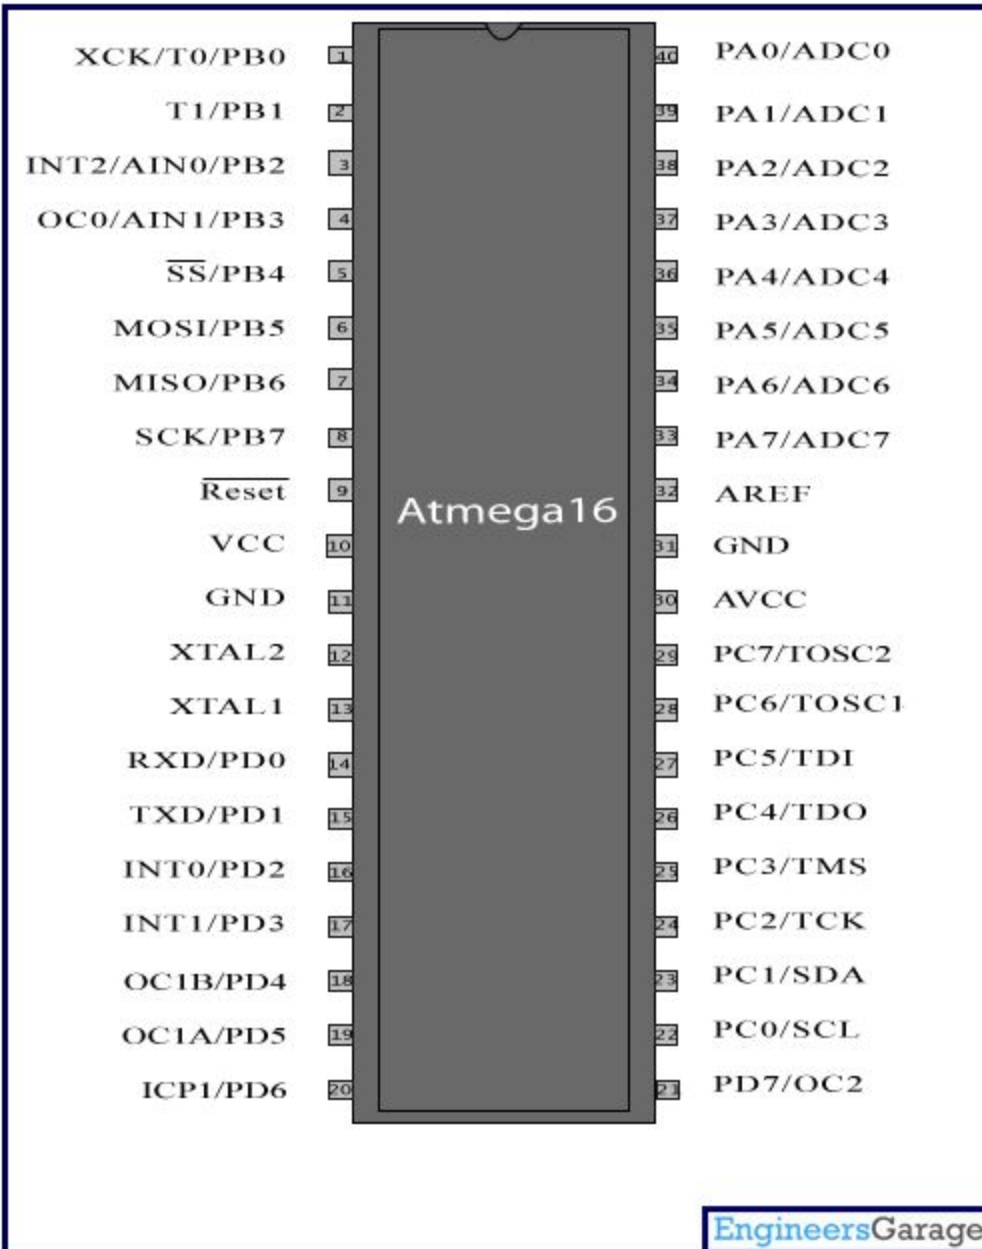 XCK/T0/PB0 1 40 PA0/ADC0
T1/PB1 2 39 PA1/ADC1
INT2/AIN0/PB2 3 38 PA2/ADC2
OC0/AIN1/PB3 4 37 PA3/ADC3
S̅S̅/PB4 5 36 PA4/ADC4
MOSI/PB5 6 35 PA5/ADC5
MISO/PB6 7 34 PA6/ADC6
SCK/PB7 8 33 PA7/ADC7
R̅e̅s̅e̅t̅ 9 32 AREF
Atmega16
VCC 10 31 GND
GND 11 30 AVCC
XTAL2 12 29 PC7/TOSC2
XTAL1 13 28 PC6/TOSC1
RXD/PD0 14 27 PC5/TDI
TXD/PD1 15 26 PC4/TDO
INT0/PD2 16 25 PC3/TMS
INT1/PD3 17 24 PC2/TCK
OC1B/PD4 18 23 PC1/SDA
OC1A/PD5 19 22 PC0/SCL
ICP1/PD6 20 21 PD7/OC2
EngineersGarage